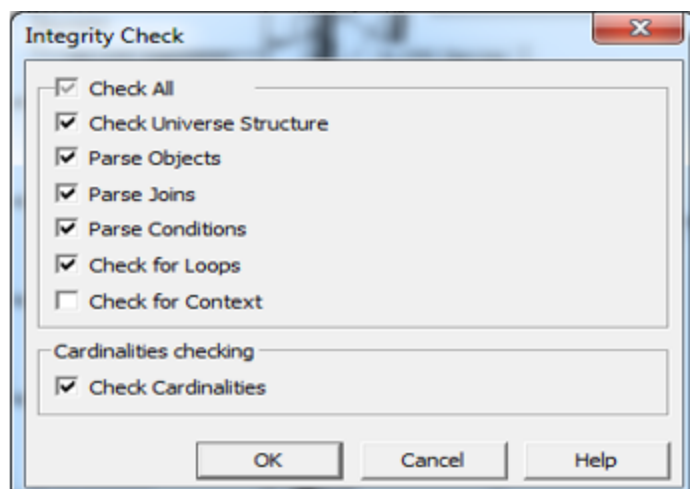 Integrity Check
Check All
Check Universe Structure
Parse Objects
Parse Joins
Parse Conditions
Check for Loops
Check for Context
Cardinalities checking
Check Cardinalities
OK Cancel Help